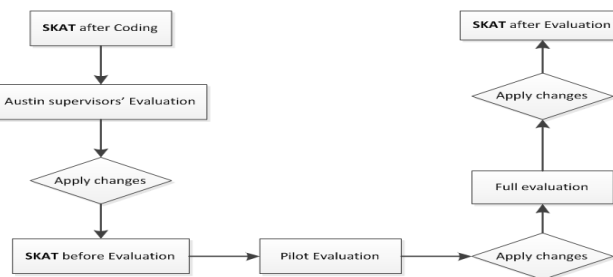 SKAT after Coding
Austin supervisors' Evaluation
Apply changes
SKAT before Evaluation
Pilot Evaluation
Apply changes
Full evaluation
Apply changes
SKAT after Evaluation